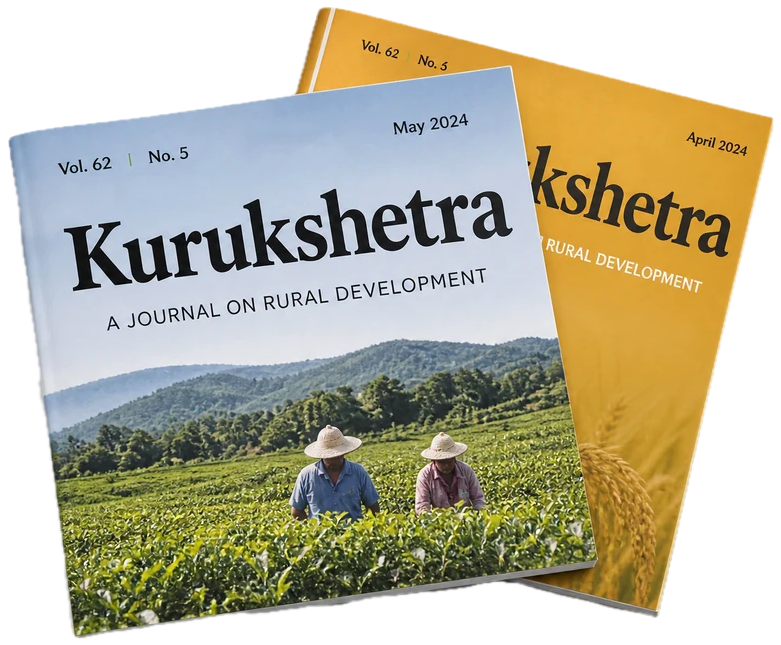 Vol. 62 | No. 5
May 2024
Kurukshetra
A JOURNAL ON RURAL DEVELOPMENT
Vol. 62 | No. 5
April 2024
kshetra
RURAL DEVELOPMENT